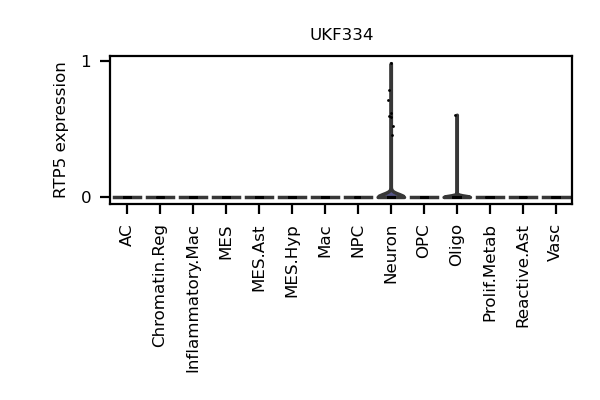 UKF334
RTP5 expression
1
0
AC
Chromatin.Reg
Inflammatory.Mac
MES
MES.Ast
MES.Hyp
Mac
NPC
Neuron
OPC
Oligo
Prolif.Metab
Reactive.Ast
Vasc